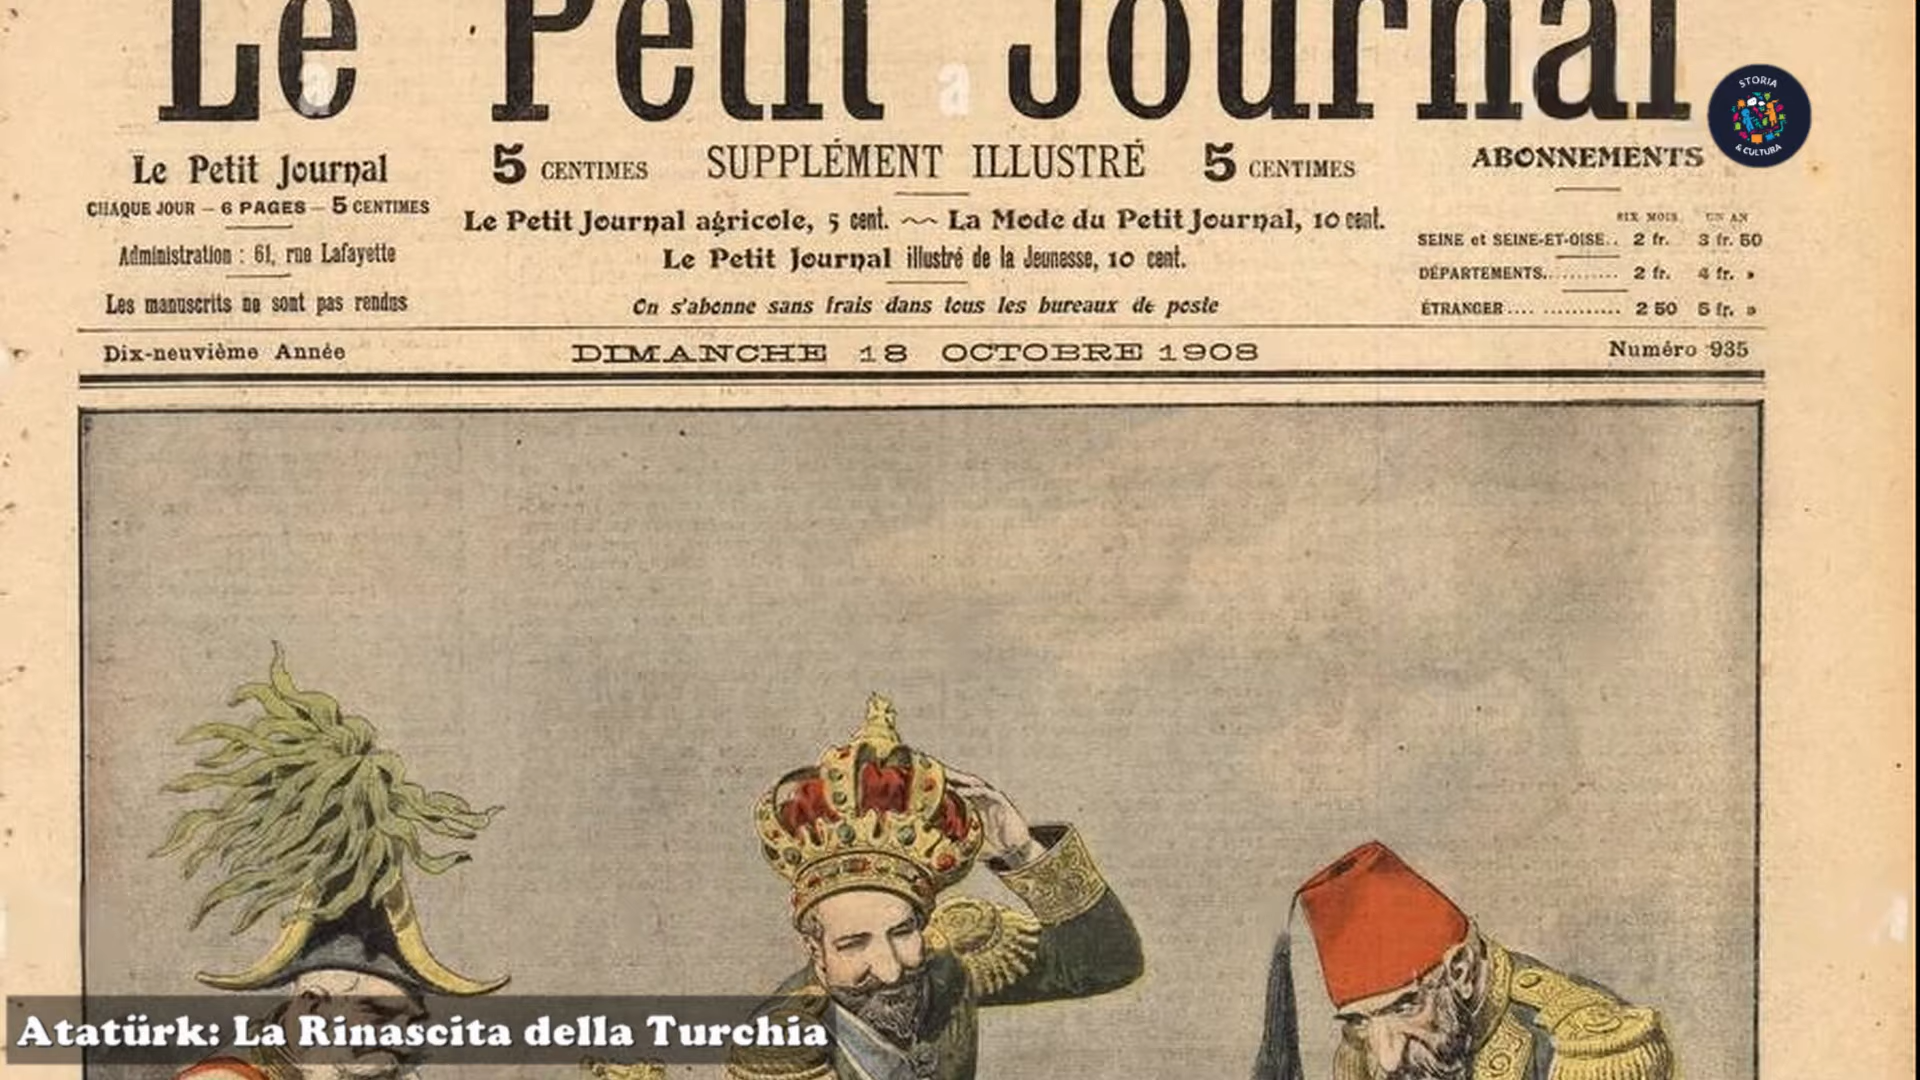 Le Petit Journal
STORIA
& CULTURA
Le Petit Journal
CHAQUE JOUR — 6 PAGES — 5 CENTIMES
Administration : 61, rue Lafayette
Les manuscrits ne sont pas rendus
5 CENTIMES SUPPLÉMENT ILLUSTRÉ 5 CENTIMES
Le Petit Journal agricole, 5 cent. ~~ La Mode du Petit Journal, 10 cent.
Le Petit Journal illustré de la Jeunesse, 10 cent.
On s'abonne sans frais dans tous les bureaux de poste
ABONNEMENTS
SIX MOIS UN AN
SEINE et SEINE-ET-OISE.. 2 fr. 3 fr. 50
DÉPARTEMENTS........... 2 fr. 4 fr. »
ÉTRANGER.... ........... 2 50 5 fr. »
Dix-neuvième Année
DIMANCHE 18 OCTOBRE 1908
Numéro 935
Atatürk: La Rinascita della Turchia